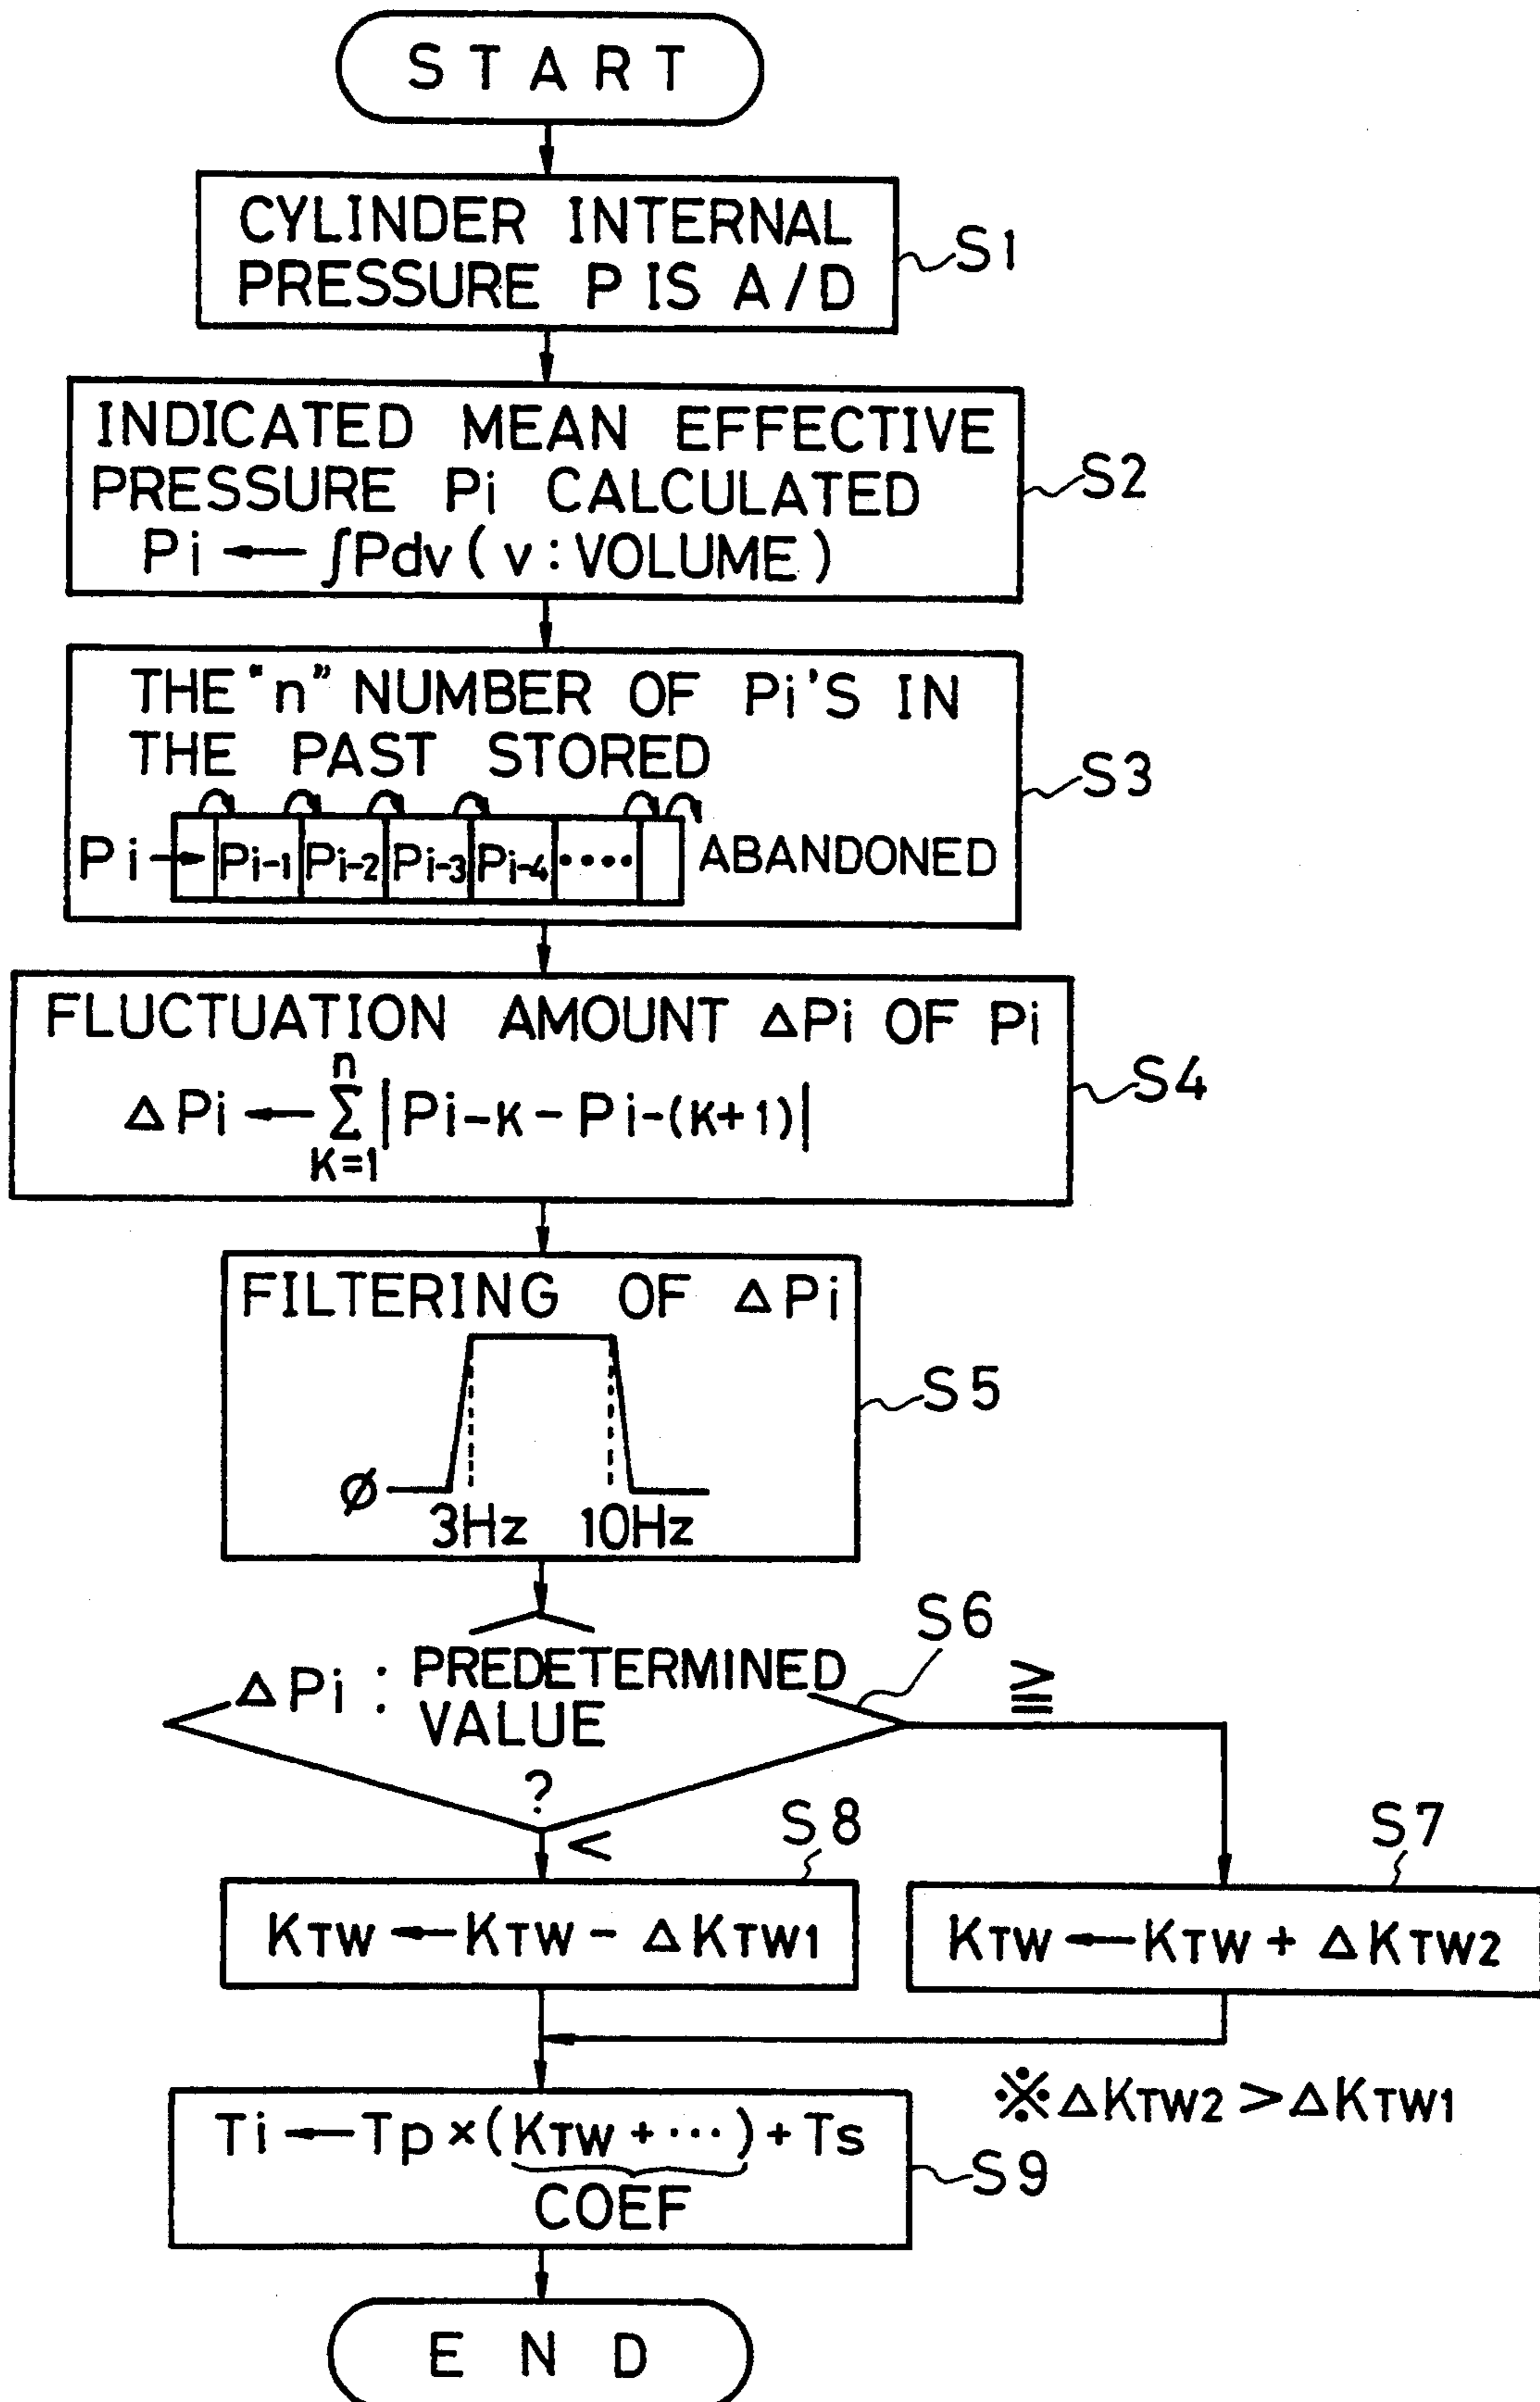 START
CYLINDER INTERNAL
PRESSURE P IS A/D
S1
INDICATED MEAN EFFECTIVE
PRESSURE Pi CALCULATED
Pi ← ∫Pdv (v : VOLUME)
S2
THE "n" NUMBER OF Pi'S IN
THE PAST STORED
Pi → Pi-1 Pi-2 Pi-3 Pi-4 •••• ABANDONED
S3
FLUCTUATION AMOUNT ΔPi OF Pi
n
ΔPi ← Σ |Pi-K - Pi-(K+1)|
K=1
S4
FILTERING OF ΔPi
Ø
3Hz 10Hz
S5
ΔPi : PREDETERMINED
VALUE
?
S6
≧
<
S8
KTW ← KTW - ΔKTW1
S7
KTW ← KTW + ΔKTW2
※ΔKTW2 > ΔKTW1
Ti ← Tp × (KTW + ···) + Ts
COEF
S9
END